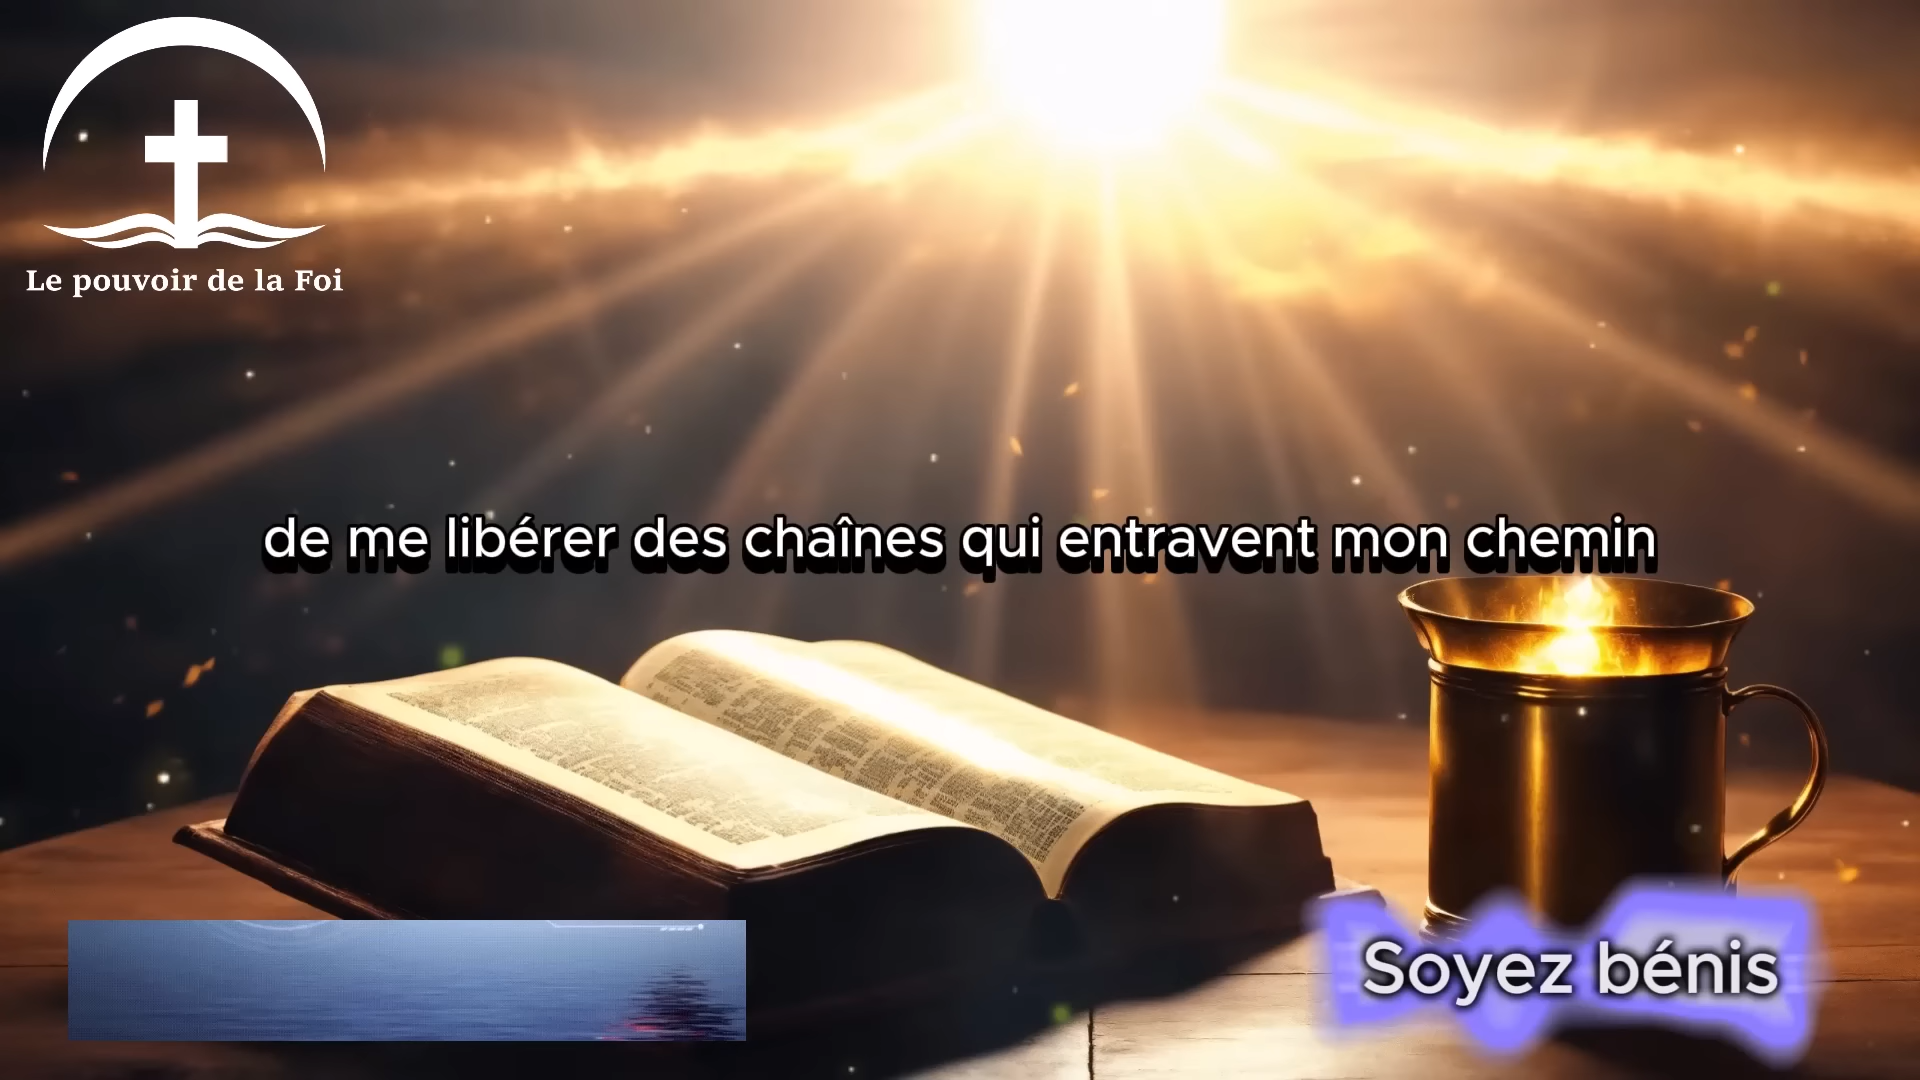 Le pouvoir de la Foi
de me libérer des chaînes qui entravent mon chemin
Soyez bénis